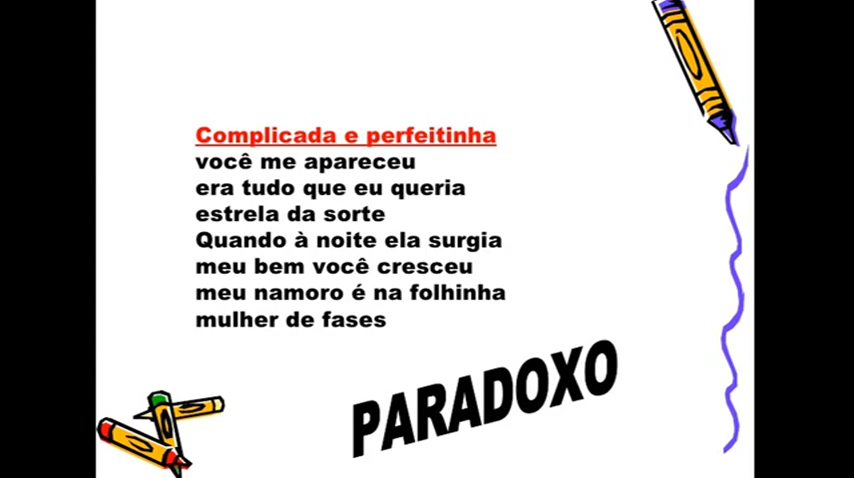 Complicada e perfeitinha
você me apareceu
era tudo que eu queria
estrela da sorte
Quando à noite ela surgia
meu bem você cresceu
meu namoro é na folhinha
mulher de fases
PARADOXO